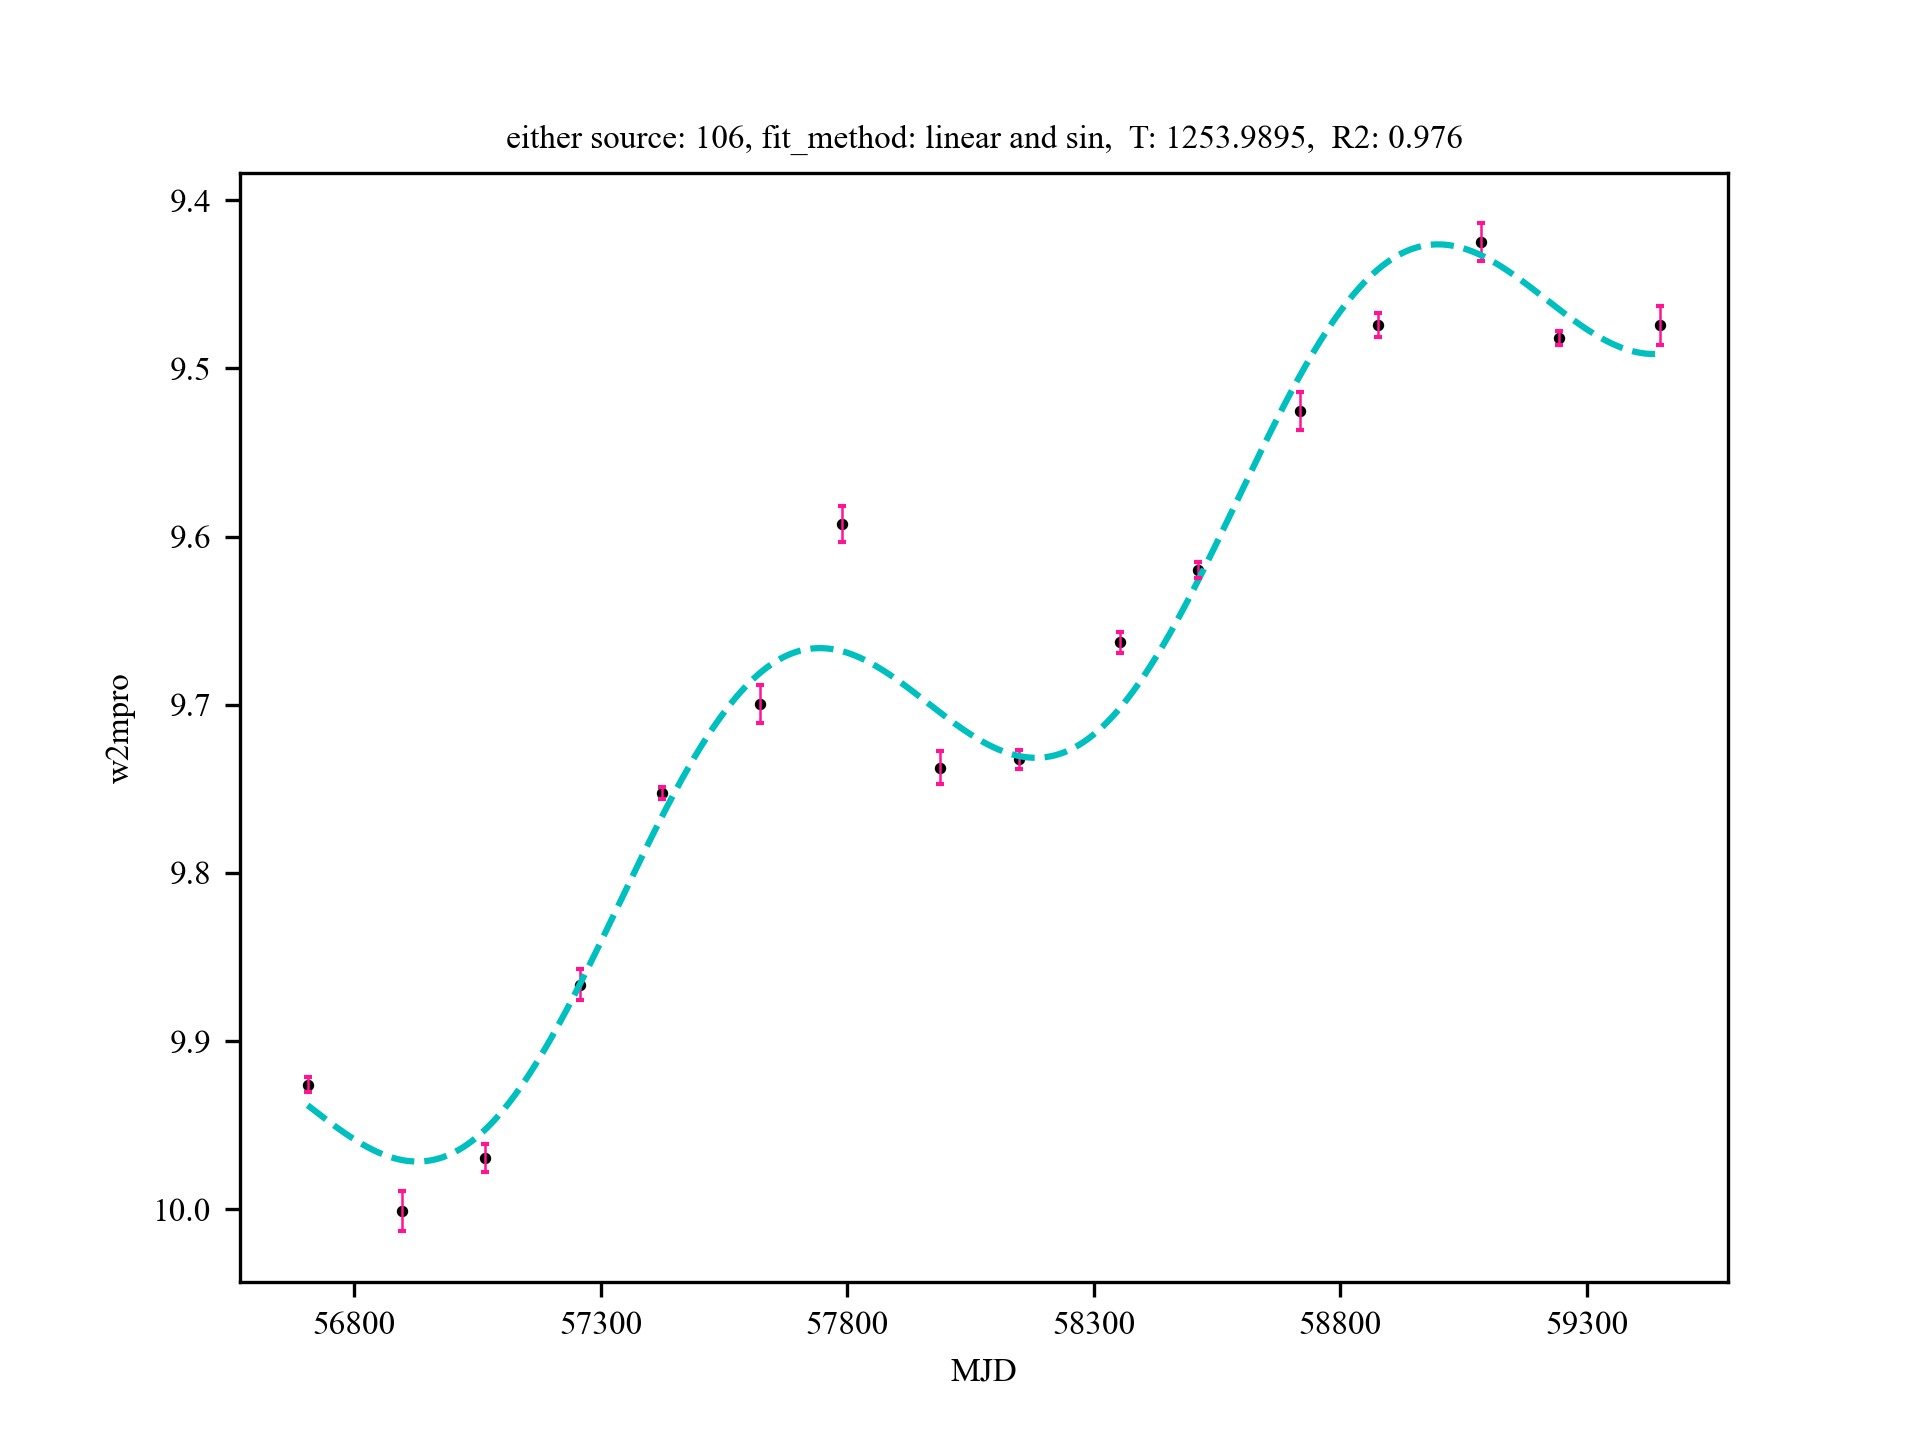 either source: 106, fit_method: linear and sin,  T: 1253.9895,  R2: 0.976
9.4
9.5
9.6
9.7
9.8
9.9
10.0
w2mpro
56800 57300 57800 58300 58800 59300
MJD